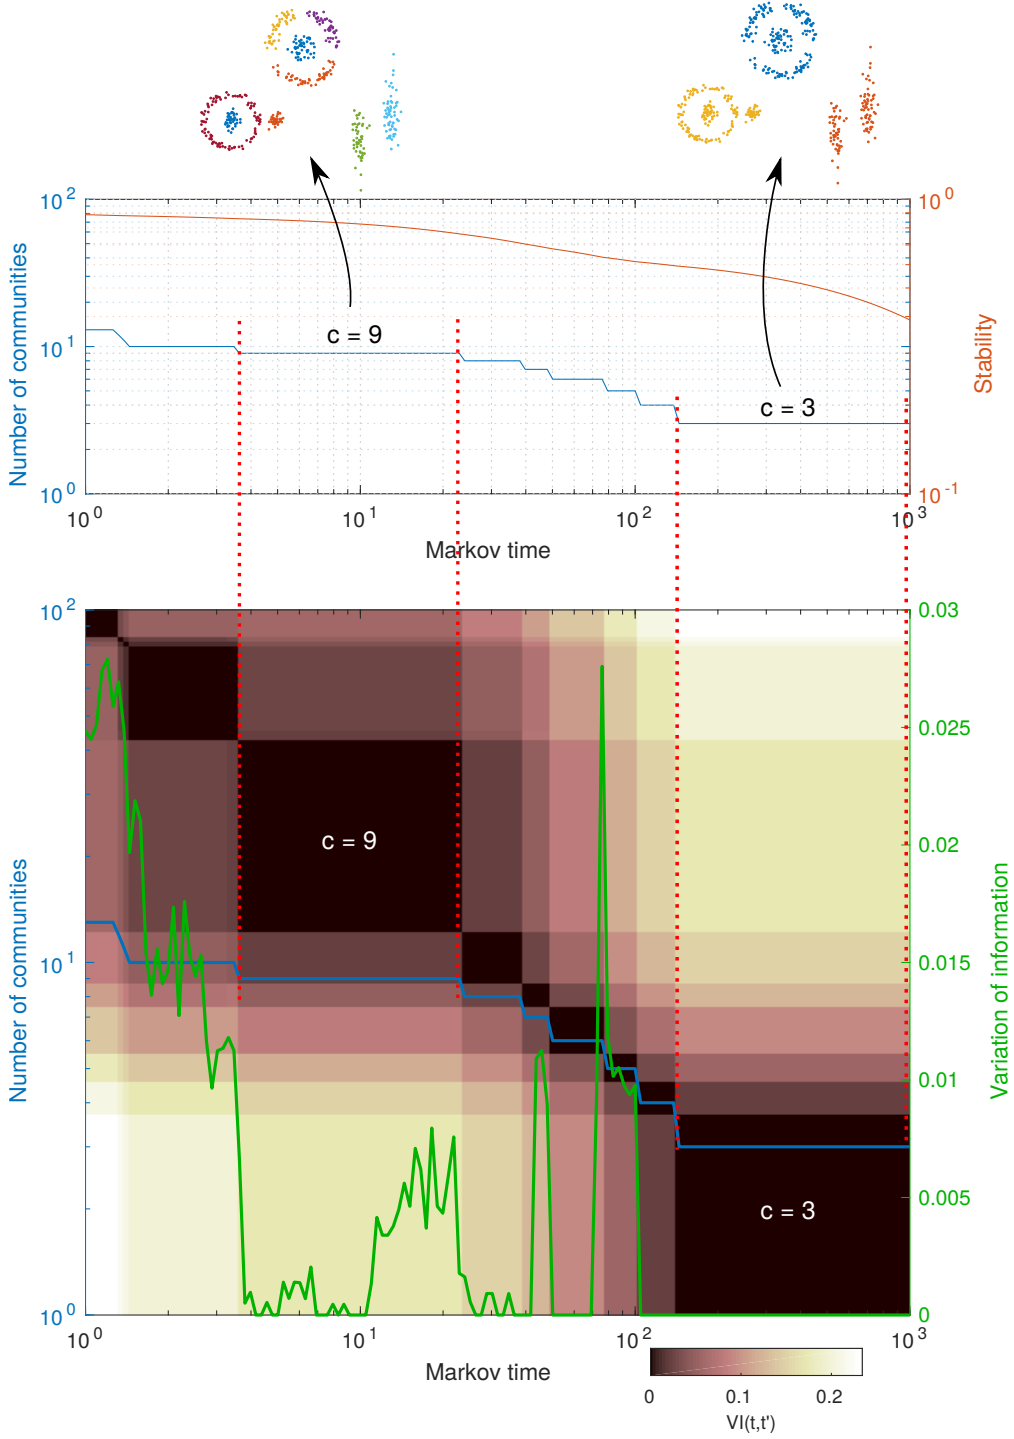 10^2
10^1
10^0
Number of communities
c = 9
c = 3
10^0
10^-1
Stability
10^0 10^1 10^2 10^3
Markov time
10^2
10^1
10^0
Number of communities
c = 9
c = 3
0.03
0.025
0.02
0.015
0.01
0.005
0
Variation of information
10^0 10^1 10^2 10^3
Markov time
0 0.1 0.2
VI(t,t')